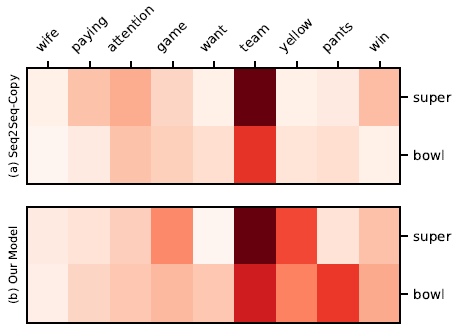 wife paying attention game want team yellow pants win
(a) Seq2Seq-Copy
super
bowl
(b) Our Model
super
bowl